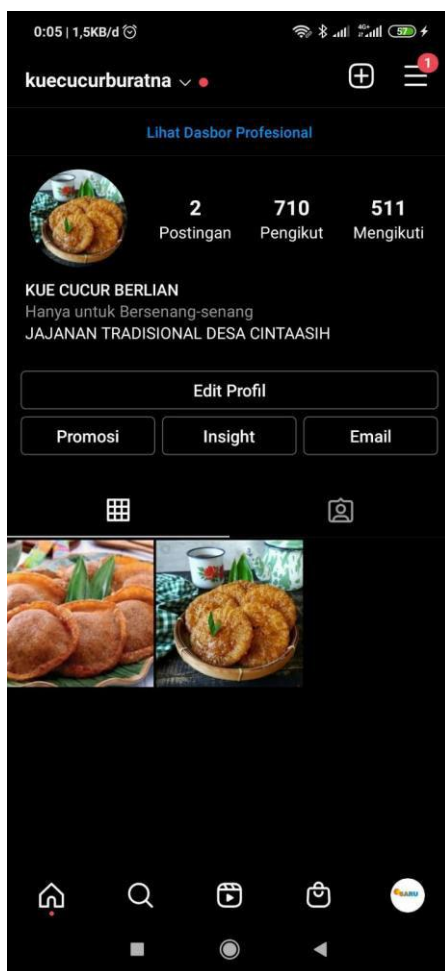 0:05 | 1,5KB/d
4G+
57
kuecucurburatna
1
Lihat Dasbor Profesional
2 710 511
Postingan Pengikut Mengikuti
KUE CUCUR BERLIAN
Hanya untuk Bersenang-senang
JAJANAN TRADISIONAL DESA CINTAASIH
Edit Profil
Promosi Insight Email